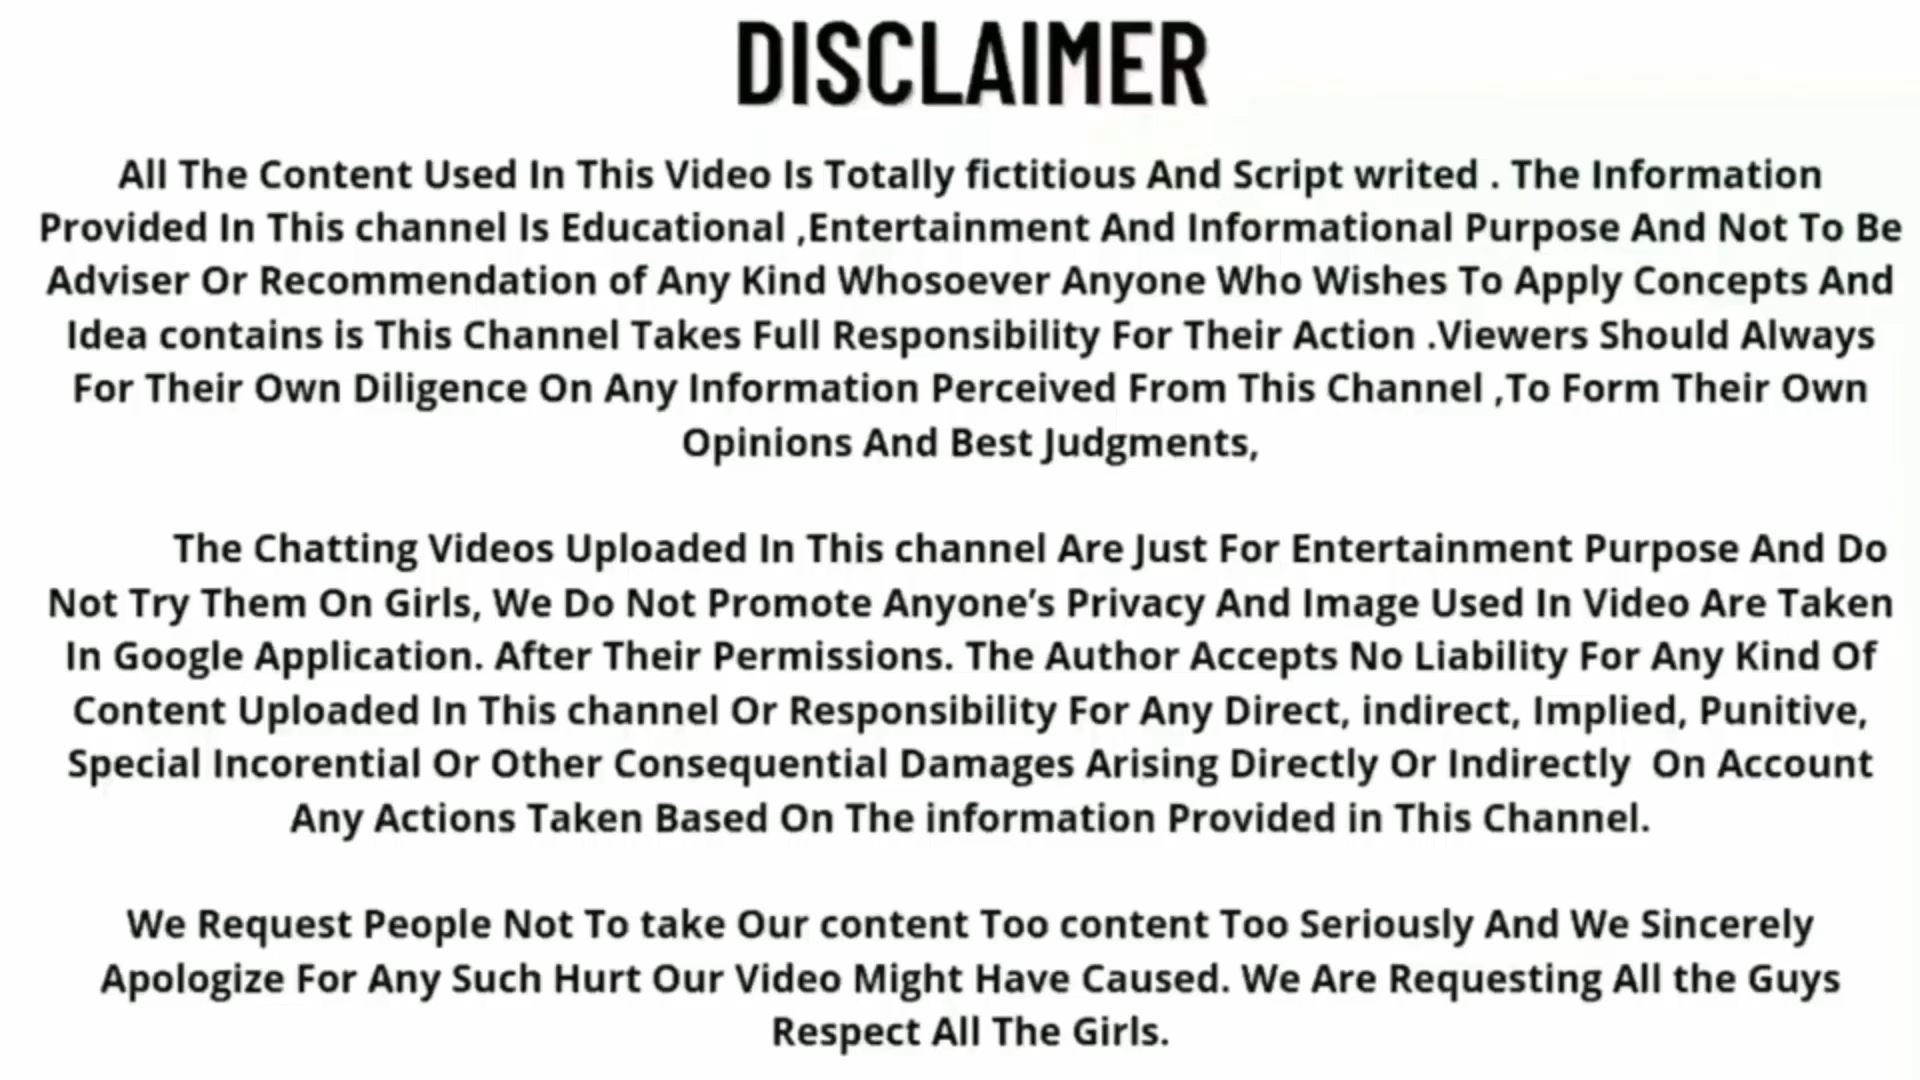 DISCLAIMER
All The Content Used In This Video Is Totally fictitious And Script writed . The Information
Provided In This channel Is Educational ,Entertainment And Informational Purpose And Not To Be
Adviser Or Recommendation of Any Kind Whosoever Anyone Who Wishes To Apply Concepts And
Idea contains is This Channel Takes Full Responsibility For Their Action .Viewers Should Always
For Their Own Diligence On Any Information Perceived From This Channel ,To Form Their Own
Opinions And Best Judgments,
The Chatting Videos Uploaded In This channel Are Just For Entertainment Purpose And Do
Not Try Them On Girls, We Do Not Promote Anyone’s Privacy And Image Used In Video Are Taken
In Google Application. After Their Permissions. The Author Accepts No Liability For Any Kind Of
Content Uploaded In This channel Or Responsibility For Any Direct, indirect, Implied, Punitive,
Special Incorential Or Other Consequential Damages Arising Directly Or Indirectly  On Account
Any Actions Taken Based On The information Provided in This Channel.
We Request People Not To take Our content Too content Too Seriously And We Sincerely
Apologize For Any Such Hurt Our Video Might Have Caused. We Are Requesting All the Guys
Respect All The Girls.